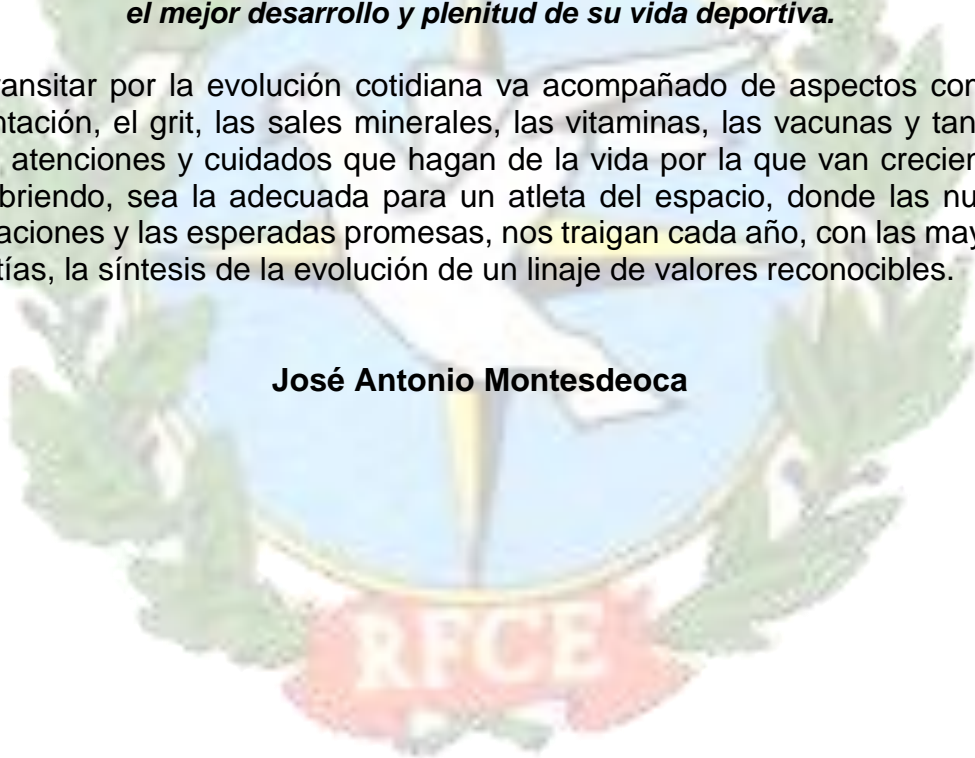 el mejor desarrollo y plenitud de su vida deportiva.
ansitar por la evolución cotidiana va acompañado de aspectos con
ntación, el grit, las sales minerales, las vitaminas, las vacunas y tan
atenciones y cuidados que hagan de la vida por la que van crecien
briendo, sea la adecuada para un atleta del espacio, donde las nu
aciones y las esperadas promesas, nos traigan cada año, con las may
tías, la síntesis de la evolución de un linaje de valores reconocibles.
José Antonio Montesdeoca
RFCE